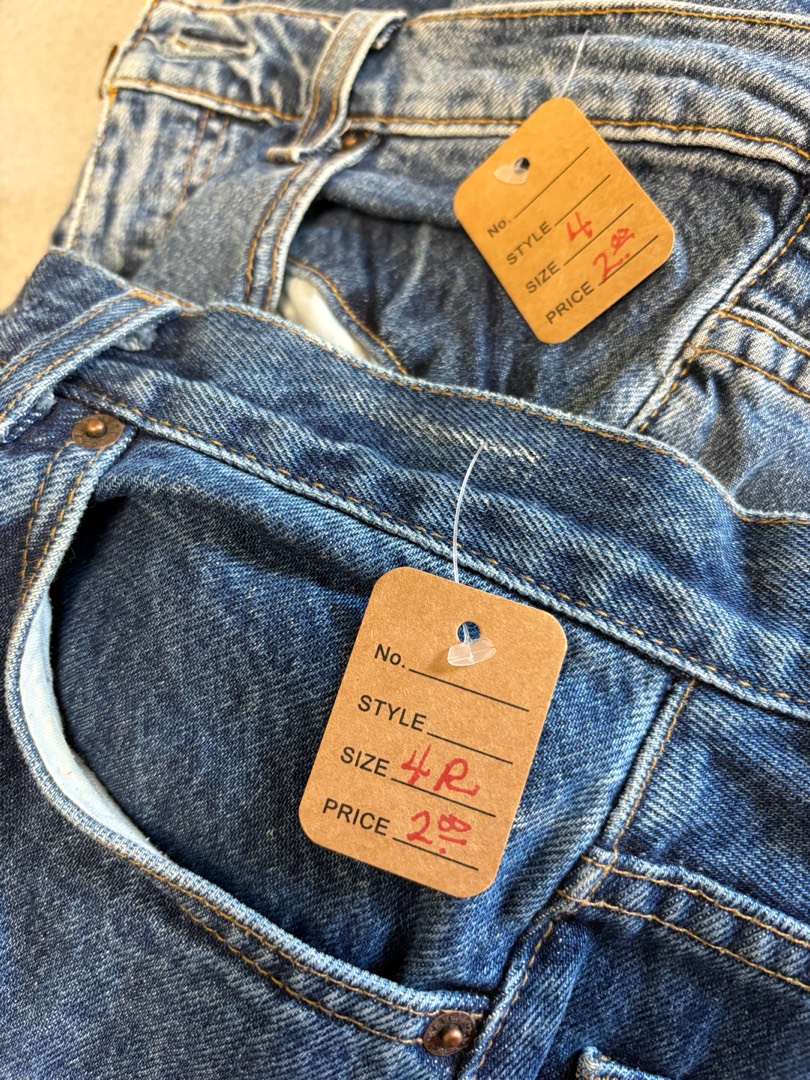 No.
STYLE
SIZE 4
PRICE 2.00
No.
STYLE
SIZE 4R
PRICE 2.00